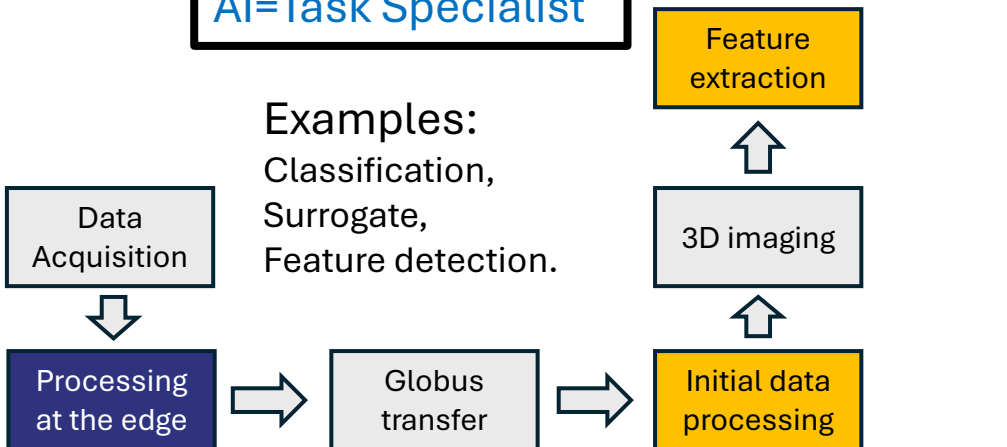 AI=Task Specialist
Feature
extraction
Examples:
Classification,
Surrogate,
Feature detection.
Data
Acquisition
3D imaging
Processing
at the edge
Globus
transfer
Initial data
processing